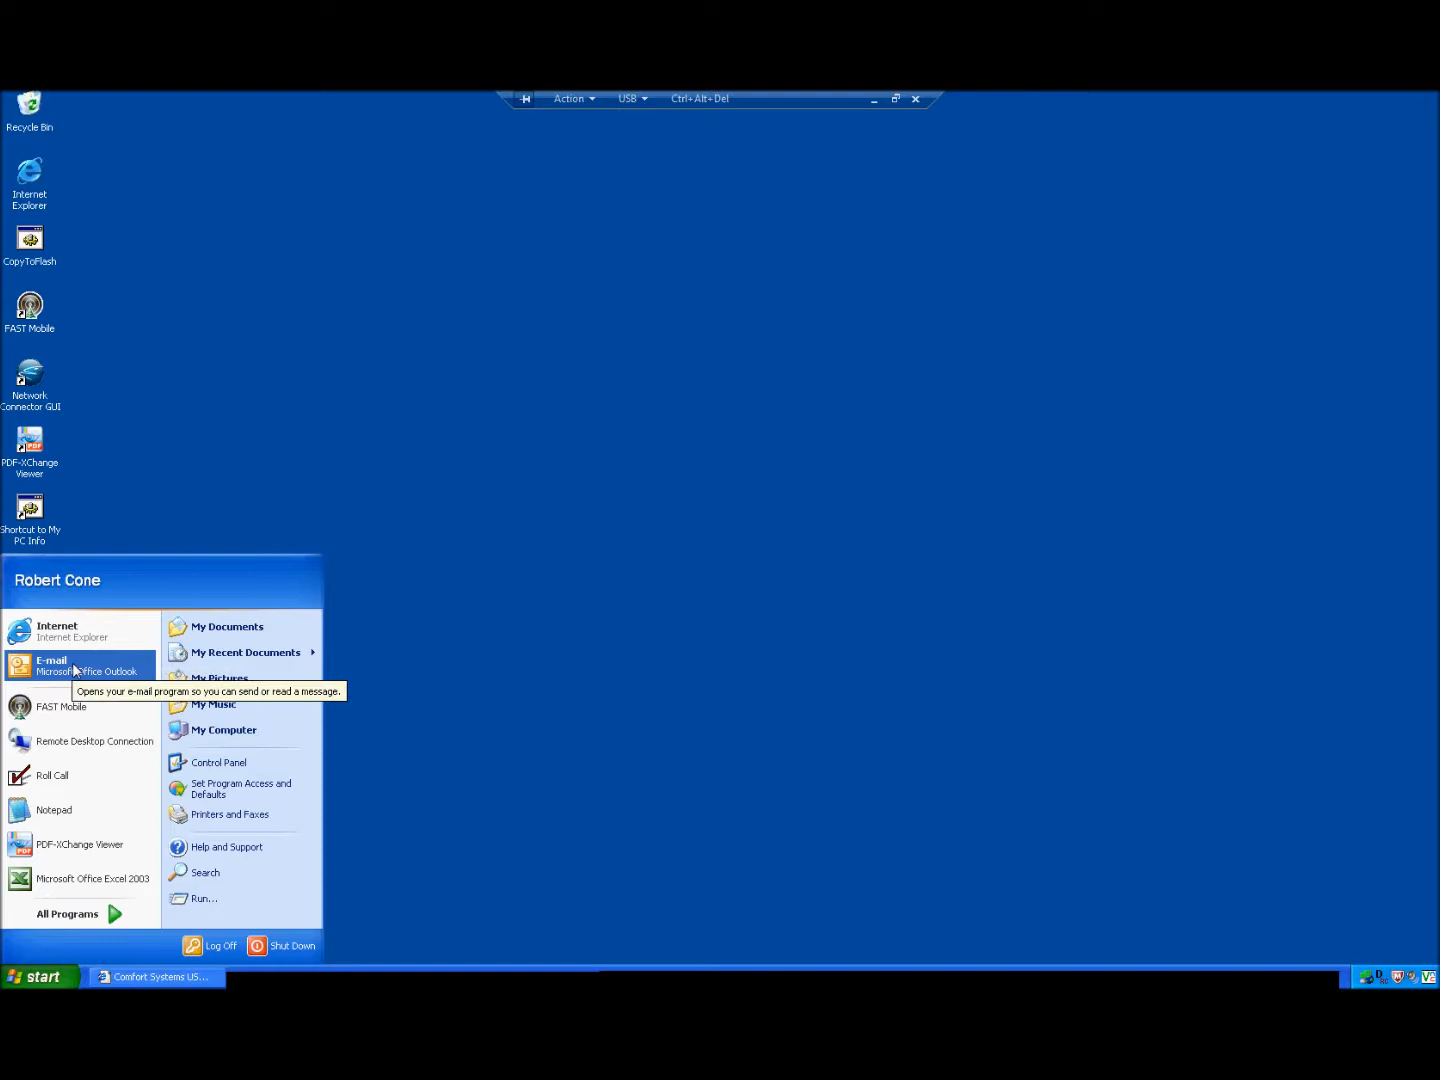 Action
USB
Ctrl+Alt+Del
Recycle Bin
Internet
Explorer
CopyToFlash
FAST Mobile
Network
Connector GUI
PDF-XChange
Viewer
Shortcut to My
PC Info
Robert Cone
Internet
Internet Explorer
E-mail
Microsoft Office Outlook
Opens your e-mail program so you can send or read a message.
FAST Mobile
Remote Desktop Connection
Roll Call
Notepad
PDF-XChange Viewer
Microsoft Office Excel 2003
All Programs
My Documents
My Recent Documents
My Pictures
My Music
My Computer
Control Panel
Set Program Access and
Defaults
Printers and Faxes
Help and Support
Search
Run...
Log Off
Shut Down
start
Comfort Systems US...